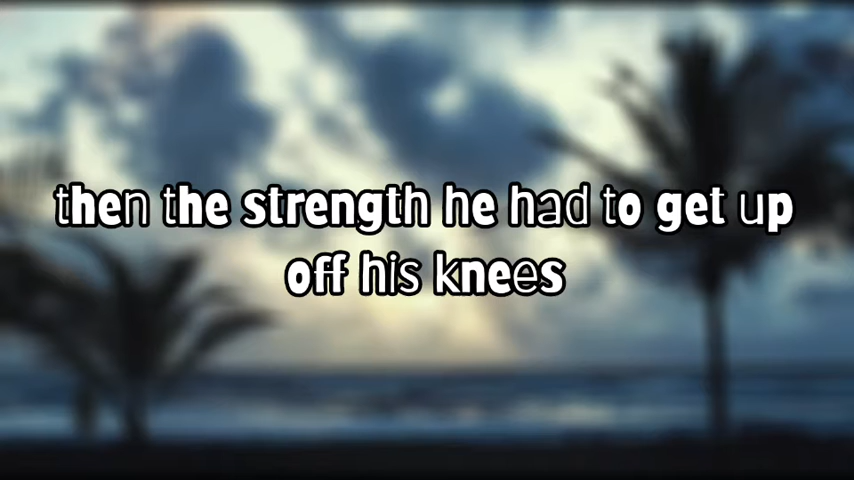 then the strength he had to get up
off his knees